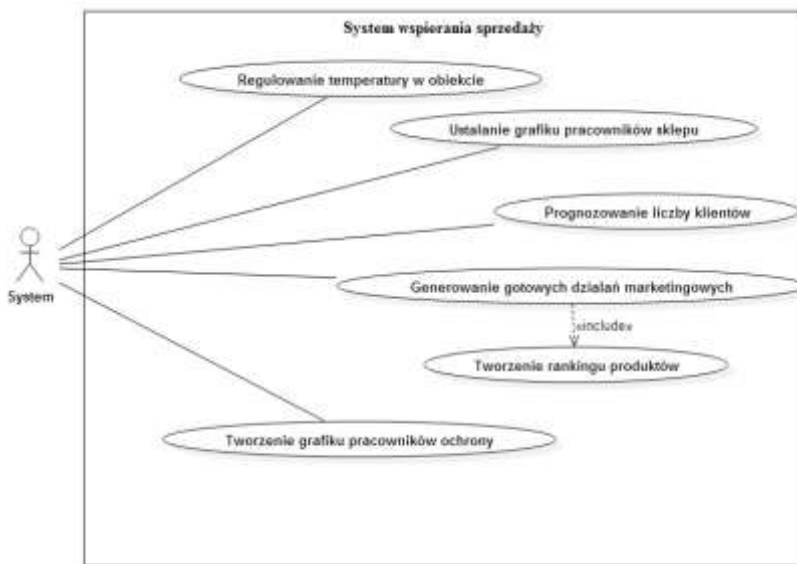 System wspierania sprzedaży
Regulowanie temperatury w obiekcie
Ustalanie grafiku pracowników sklepu
Prognozowanie liczby klientów
System
Generowanie gotowych działań marketingowych
«include»
Tworzenie rankingu produktów
Tworzenie grafiku pracowników ochrony